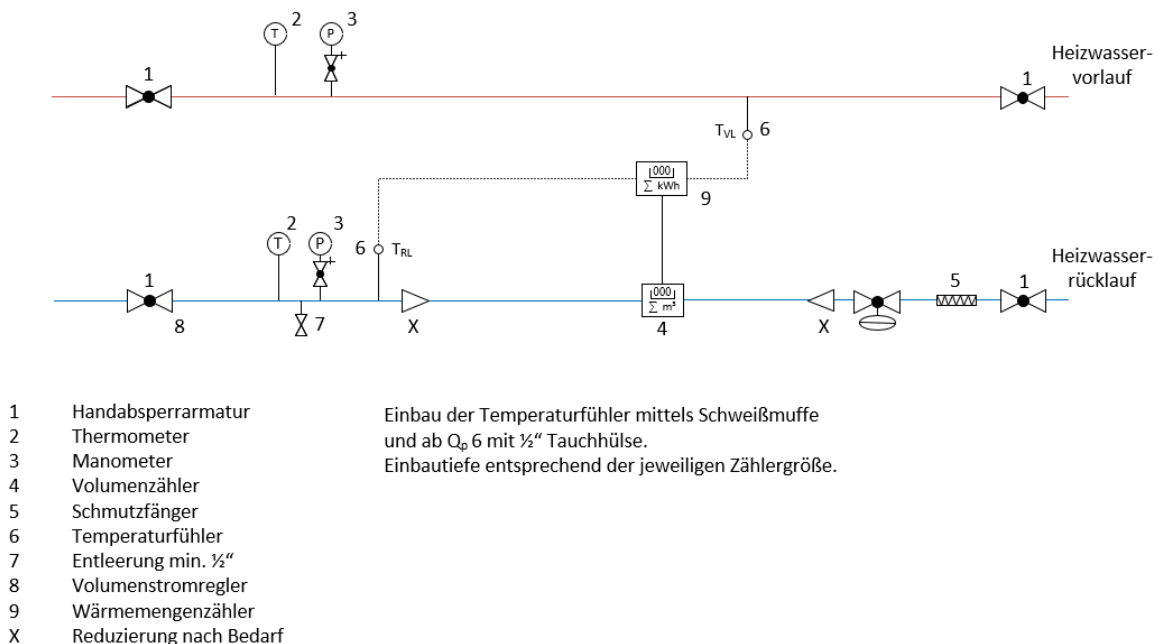 2
3
T
P
1
Heizwasser-
vorlauf
1
T_VL
6
|000|
∑ kWh
9
2
3
T
P
6
T_RL
Heizwasser-
rücklauf
1
5
1
|000|
∑ m³
8
7
X
4
X
1 Handabsperrarmatur
2 Thermometer
3 Manometer
4 Volumenzähler
5 Schmutzfänger
6 Temperaturfühler
7 Entleerung min. ½“
8 Volumenstromregler
9 Wärmemengenzähler
X Reduzierung nach Bedarf
Einbau der Temperaturfühler mittels Schweißmuffe
und ab Qₚ 6 mit ½“ Tauchhülse.
Einbautiefe entsprechend der jeweiligen Zählergröße.